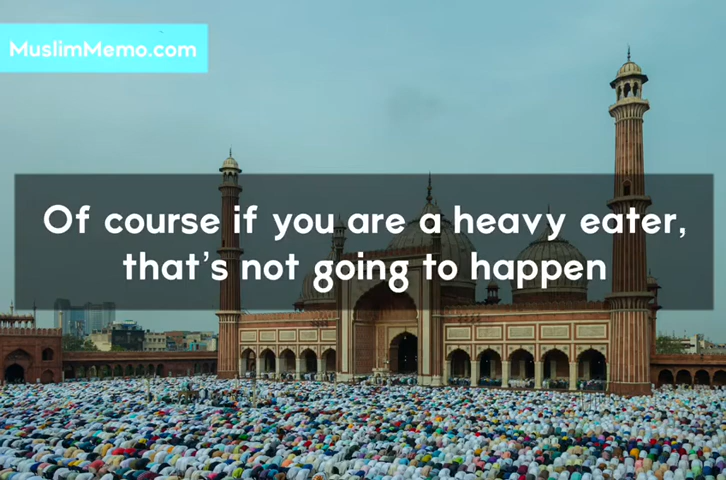 MuslimMemo.com
Of course if you are a heavy eater,
that's not going to happen